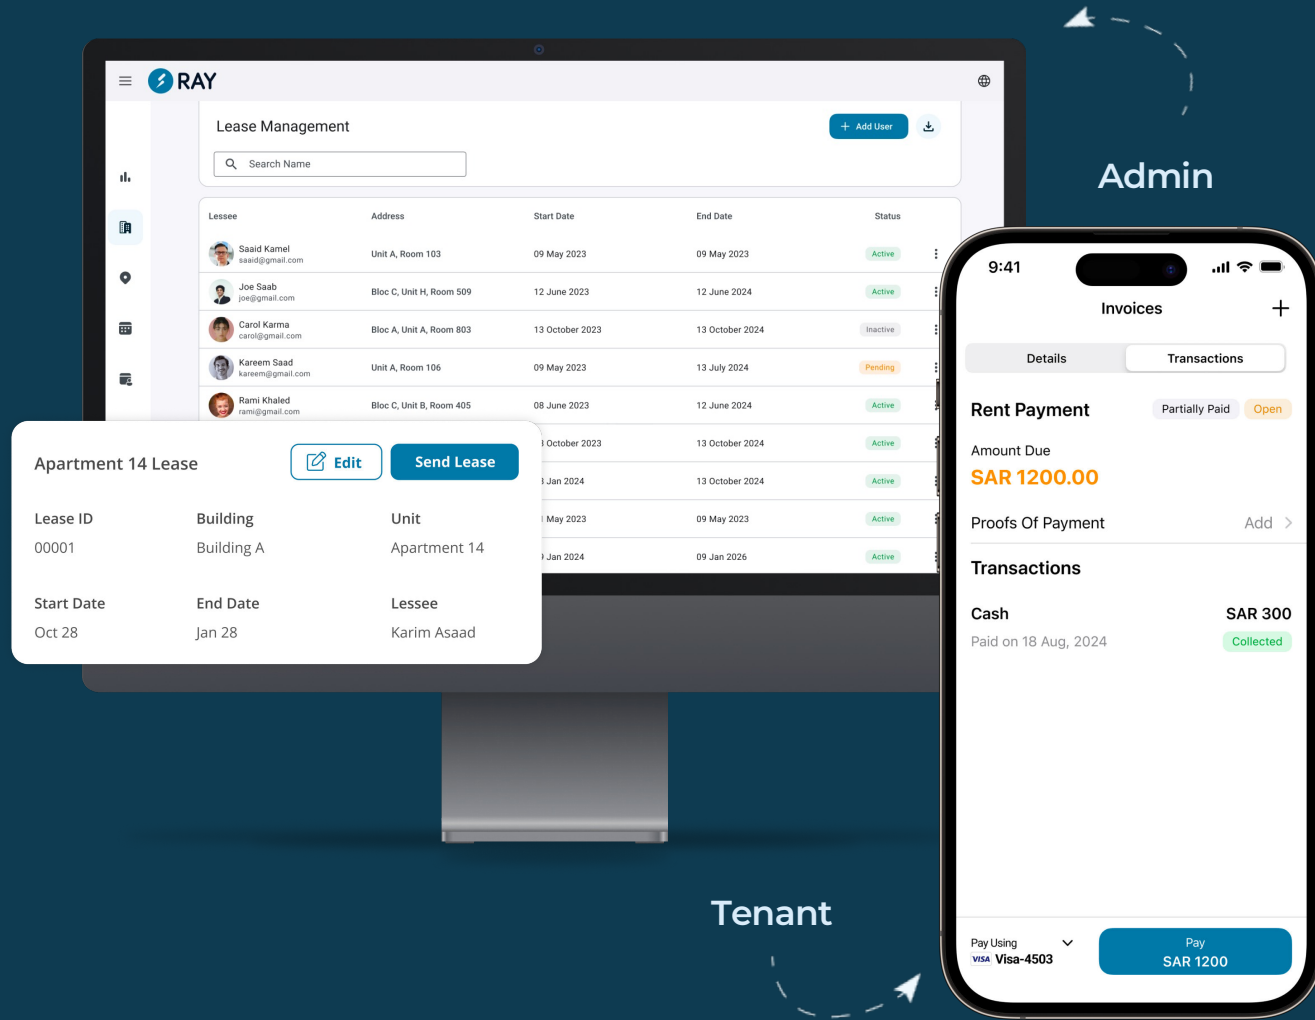 RAY
Lease Management
+ Add User
Search Name
Lessee Address Start Date End Date Status
Saaid Kamel
saaid@gmail.com
Unit A, Room 103 09 May 2023 09 May 2023 Active
Joe Saab
joe@gmail.com
Bloc C, Unit H, Room 509 12 June 2023 12 June 2024 Active
Carol Karma
carol@gmail.com
Bloc A, Unit A, Room 803 13 October 2023 13 October 2024 Inactive
Kareem Saad
kareem@gmail.com
Unit A, Room 106 09 May 2023 13 July 2024 Pending
Rami Khaled
rami@gmail.com
Bloc C, Unit B, Room 405 08 June 2023 12 June 2024 Active
October 2023 13 October 2024 Active
Jan 2024 13 October 2024 Active
May 2023 09 May 2023 Active
Jan 2024 09 Jan 2026 Active
Apartment 14 Lease
Edit
Send Lease
Lease ID Building Unit
00001 Building A Apartment 14
Start Date End Date Lessee
Oct 28 Jan 28 Karim Asaad
Admin
9:41
Invoices
Details Transactions
Rent Payment Partially Paid Open
Amount Due
SAR 1200.00
Proofs Of Payment Add
Transactions
Cash SAR 300
Paid on 18 Aug, 2024 Collected
Pay Using
VISA Visa-4503
Pay
SAR 1200
Tenant